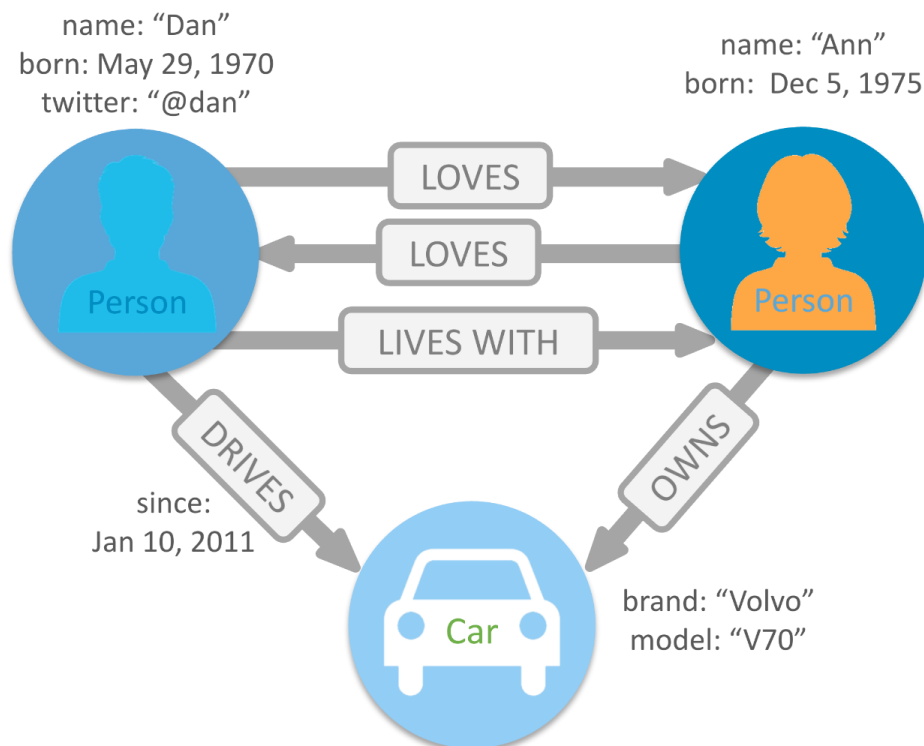 name: “Dan”
born: May 29, 1970
twitter: “@dan”
name: “Ann”
born:  Dec 5, 1975
LOVES
LOVES
Person
Person
LIVES WITH
DRIVES
OWNS
since:
Jan 10, 2011
Car
brand: “Volvo”
model: “V70”